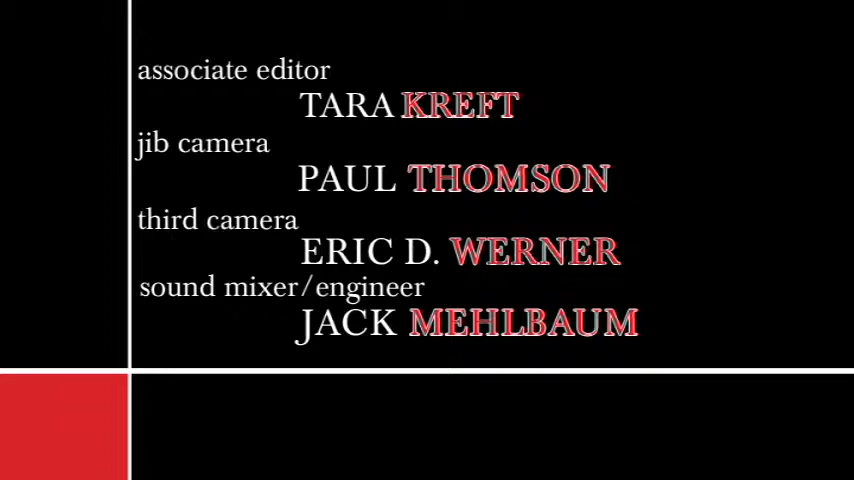 associate editor
TARA KREFT
jib camera
PAUL THOMSON
third camera
ERIC D. WERNER
sound mixer/engineer
JACK MEHLBAUM